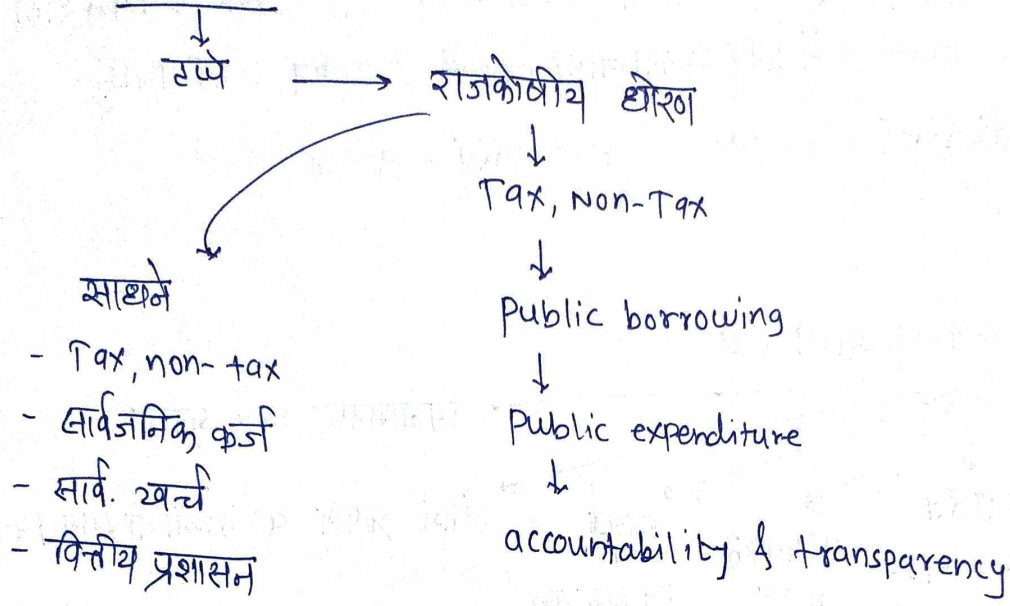 टप्पे → राजकोषीय धोरण
Tax, Non-Tax
Public borrowing
Public expenditure
accountability & transparency
साधने
- Tax, non-tax
- सार्वजनिक कर्ज
- सार्व. खर्च
- वित्तीय प्रशासन